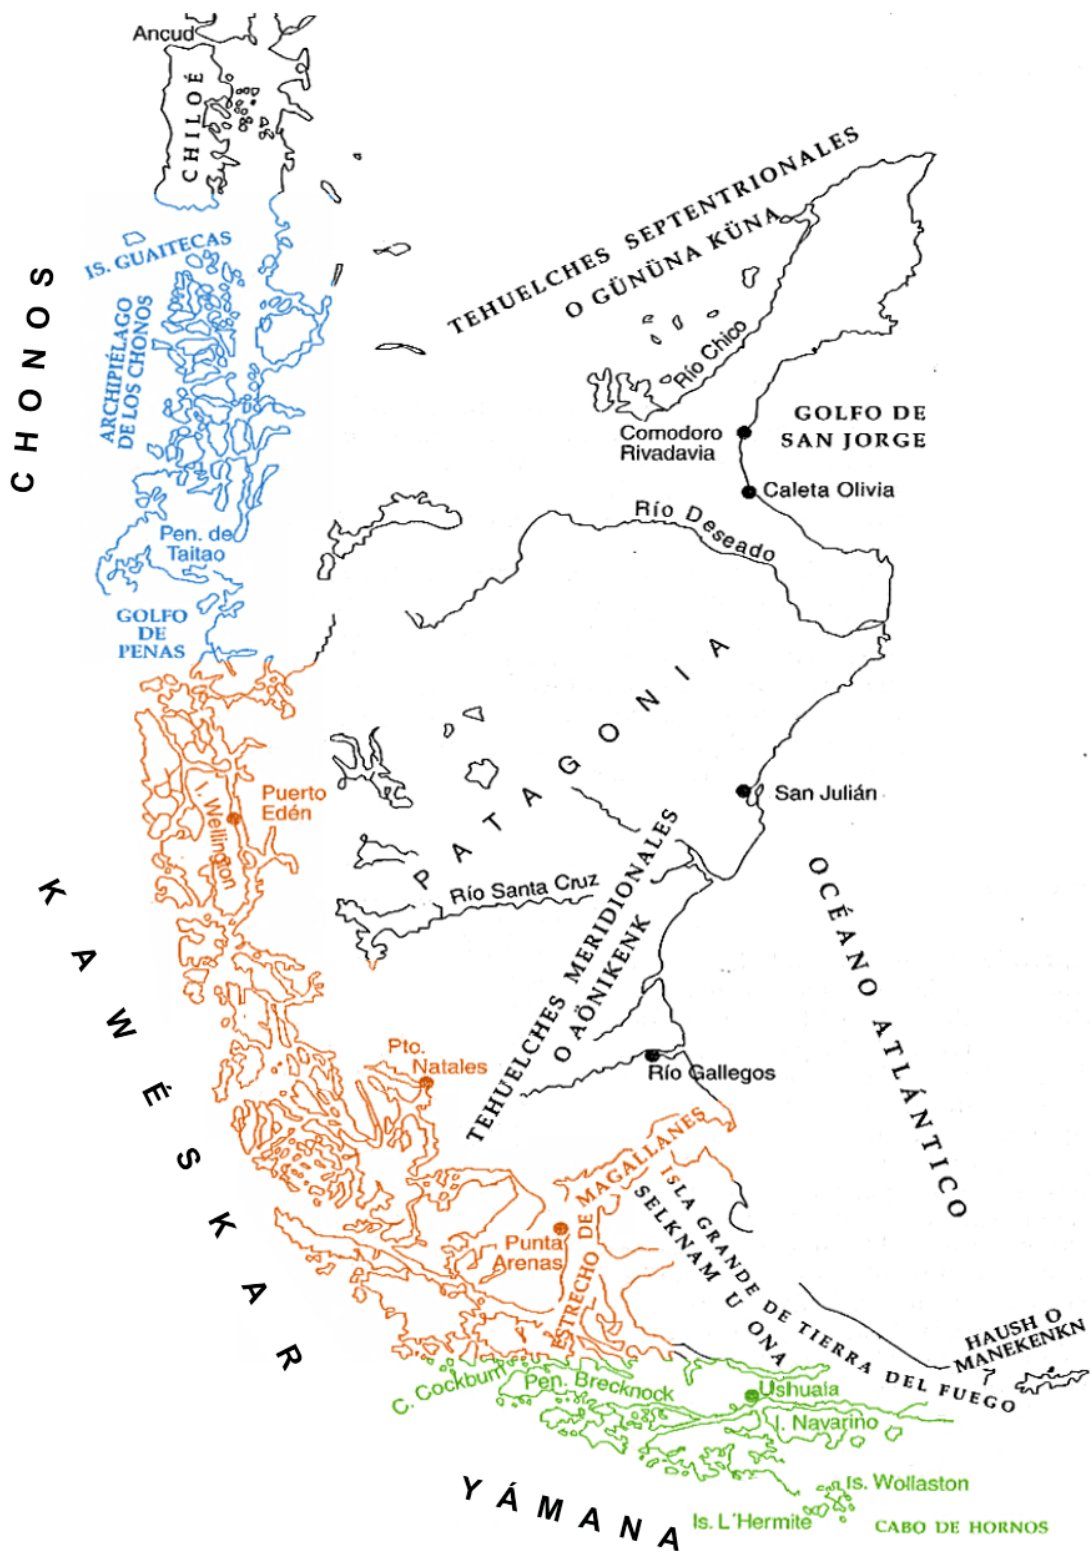 Ancud
CHILOÉ
TEHUELCHES SEPTENTRIONALES
O GÜNÜNA KÜNA
IS. GUAITECAS
CHONOS
ARCHIPIÉLAGO
DE LOS CHONOS
Río Chico
GOLFO DE
SAN JORGE
Comodoro
Rivadavia
Caleta Olivia
Río Deseado
Pen. de
Taitao
GOLFO
DE
PENAS
PATAGONIA
Puerto
Edén
I. Wellington
San Julián
Río Santa Cruz
TEHUELCHES MERIDIONALES
O AÖNIKENK
OCÉANO ATLÁNTICO
KAWÉSKAR
Pto.
Natales
Río Gallegos
ESTRECHO DE MAGALLANES
ISLA GRANDE DE TIERRA DEL FUEGO
SELKNAM U ONA
Punta
Arenas
HAUSH O
MANEKENKN
?
C. Cockburn
Pen. Brecknock
Ushuaia
I. Navarino
YÁMANA
Is. Wollaston
Is. L´Hermite
CABO DE HORNOS